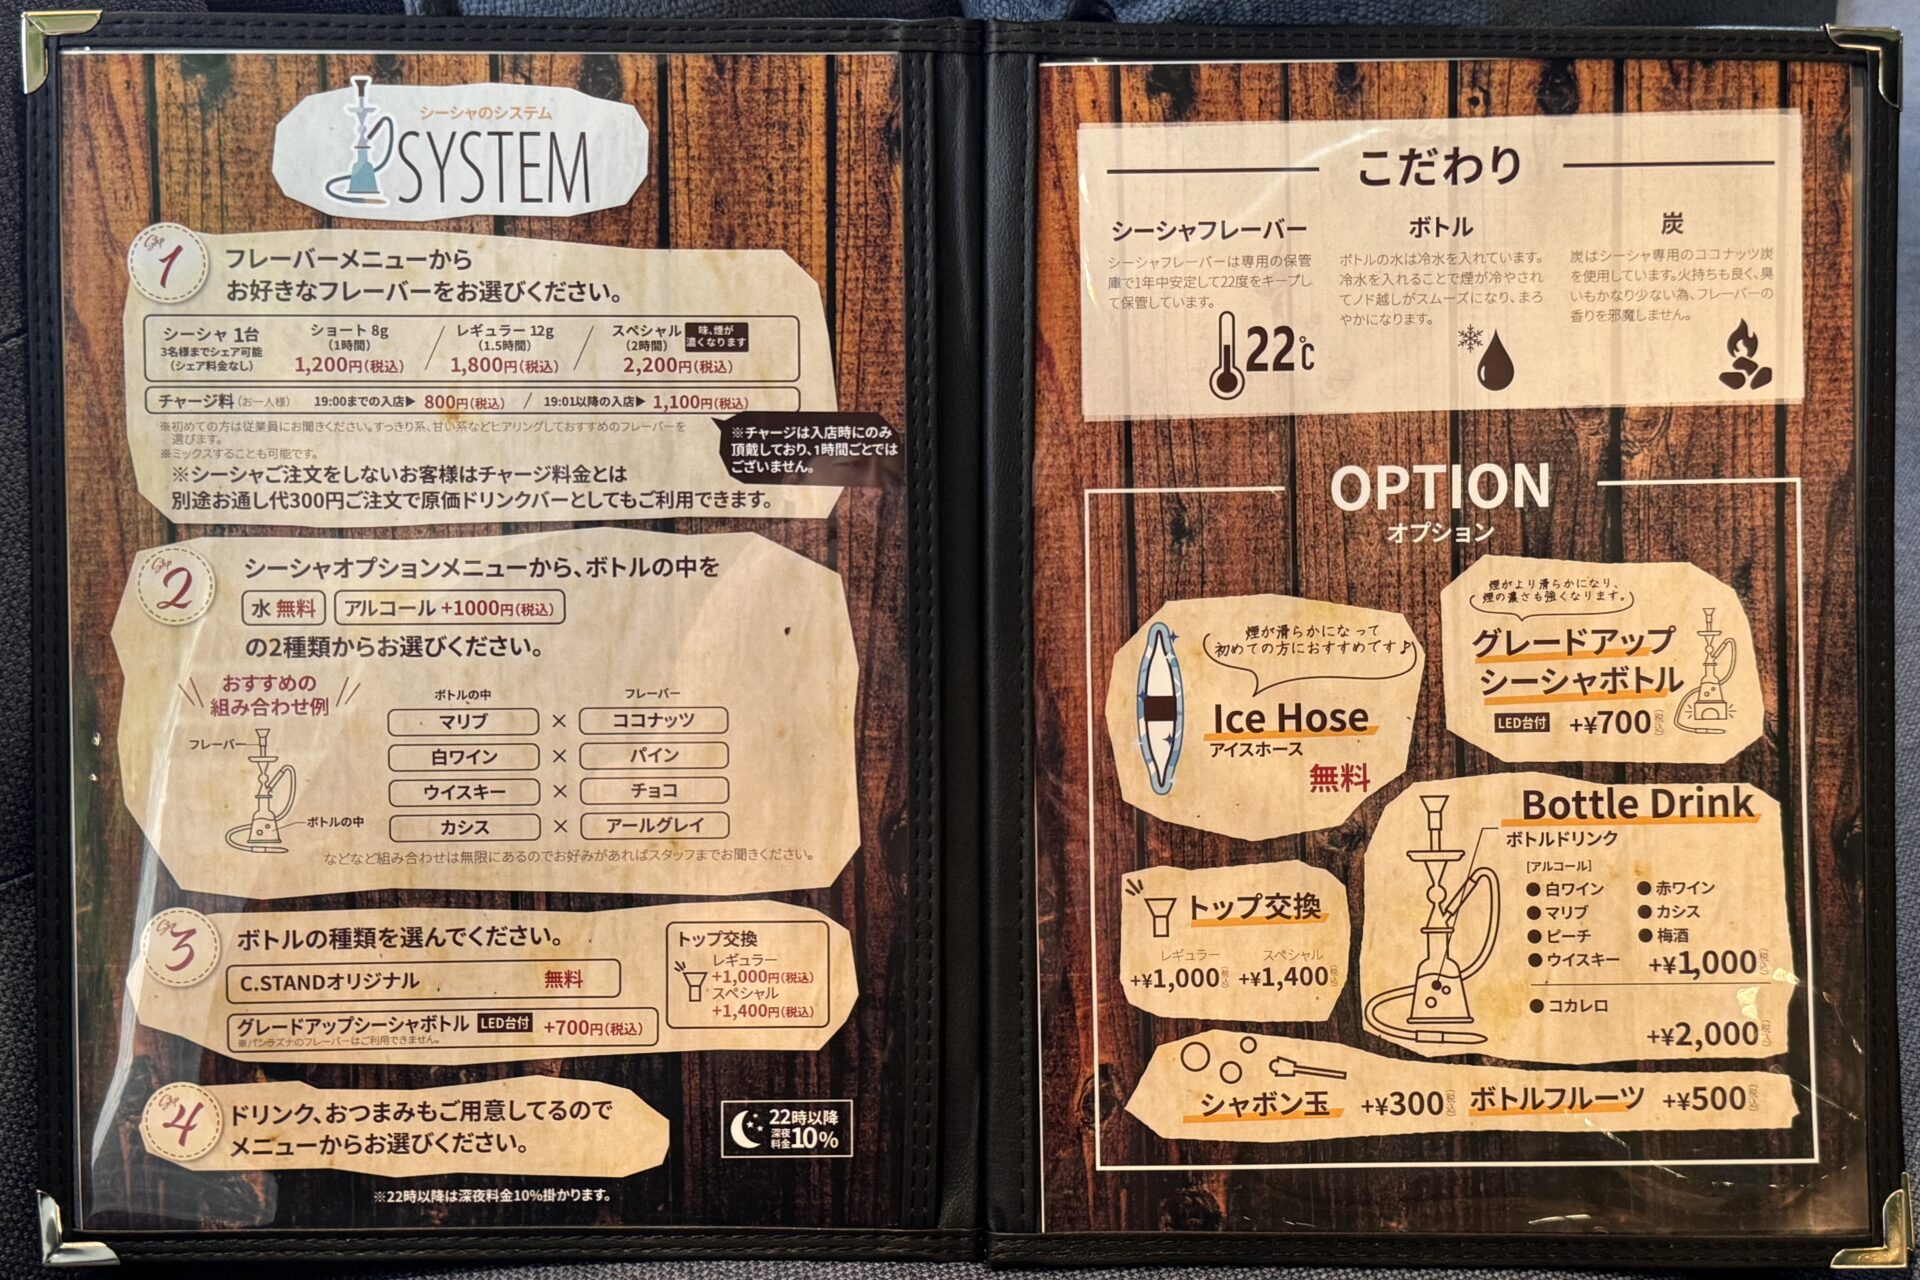 シーシャのシステム
SYSTEM
Step 1
フレーバーメニューから
お好きなフレーバーをお選びください。
シーシャ 1台
3名様までシェア可能
(シェア料金なし)
ショート 8g
(1時間)
1,200円(税込)
/
レギュラー 12g
(1.5時間)
1,800円(税込)
/
スペシャル
(2時間)
味、煙が
濃くなります
2,200円(税込)
チャージ料(お一人様) 19:00までの入店▶ 800円(税込) / 19:01以降の入店▶ 1,100円(税込)
※初めての方は従業員にお聞きください。すっきり系、甘い系などヒアリングしておすすめのフレーバーを
選びます。
※ミックスすることも可能です。
※チャージは入店時にのみ
頂戴しており、1時間ごとでは
ございません。
※シーシャご注文をしないお客様はチャージ料金とは
別途お通し代300円ご注文で原価ドリンクバーとしてもご利用できます。
Step 2
シーシャオプションメニューから、ボトルの中を
水 無料 アルコール +1000円(税込)
の2種類からお選びください。
おすすめの
組み合わせ例
フレーバー
ボトルの中
ボトルの中 フレーバー
マリブ × ココナッツ
白ワイン × パイン
ウイスキー × チョコ
カシス × アールグレイ
などなど組み合わせは無限にあるのでお好みがあればスタッフまでお聞きください。
Step 3
ボトルの種類を選んでください。
C.STANDオリジナル 無料
グレードアップシーシャボトル LED台付 +700円(税込)
※パンラズナのフレーバーはご利用できません。
トップ交換
レギュラー
+1,000円(税込)
スペシャル
+1,400円(税込)
Step 4
ドリンク、おつまみもご用意してるので
メニューからお選びください。
22時以降
深夜料金10%
※22時以降は深夜料金10%掛かります。
こだわり
シーシャフレーバー
シーシャフレーバーは専用の保管
庫で1年中安定して22度をキープし
て保管しています。
22℃
ボトル
ボトルの水は冷水を入れています。
冷水を入れることで煙が冷やされ
てノド越しがスムーズになり、まろ
やかになります。
炭
炭はシーシャ専用のココナッツ炭
を使用しています。火持ちも良く、臭
いもかなり少ない為、フレーバーの
香りを邪魔しません。
OPTION
オプション
煙が滑らかになって
初めての方におすすめです♪
Ice Hose
アイスホース
無料
煙がより滑らかになり、
煙の濃さも強くなります。
グレードアップ
シーシャボトル
LED台付 +¥700(税込)
トップ交換
レギュラー スペシャル
+¥1,000(税込) +¥1,400(税込)
Bottle Drink
ボトルドリンク
[アルコール]
●白ワイン ●赤ワイン
●マリブ ●カシス
●ピーチ ●梅酒
●ウイスキー +¥1,000(税込)
●コカレロ
+¥2,000(税込)
シャボン玉 +¥300(税込) ボトルフルーツ +¥500(税込)